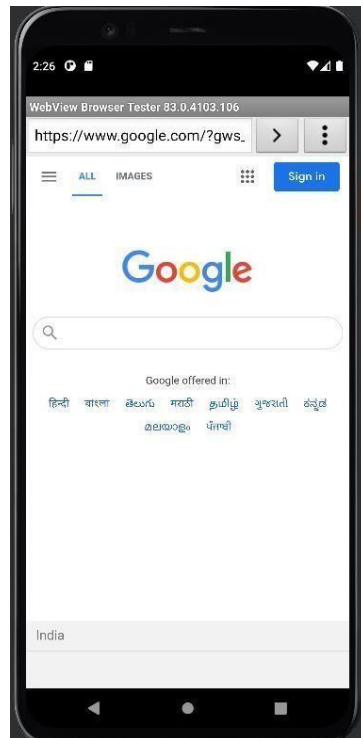 2:26
WebView Browser Tester 83.0.4103.106
https://www.google.com/?gws_
ALL IMAGES Sign in
Google
Google offered in:
हिन्दी বাংলা తెలుగు मराठी தமிழ் ગુજરાતી ಕನ್ನಡ
മലയാളം ਪੰਜਾਬੀ
India